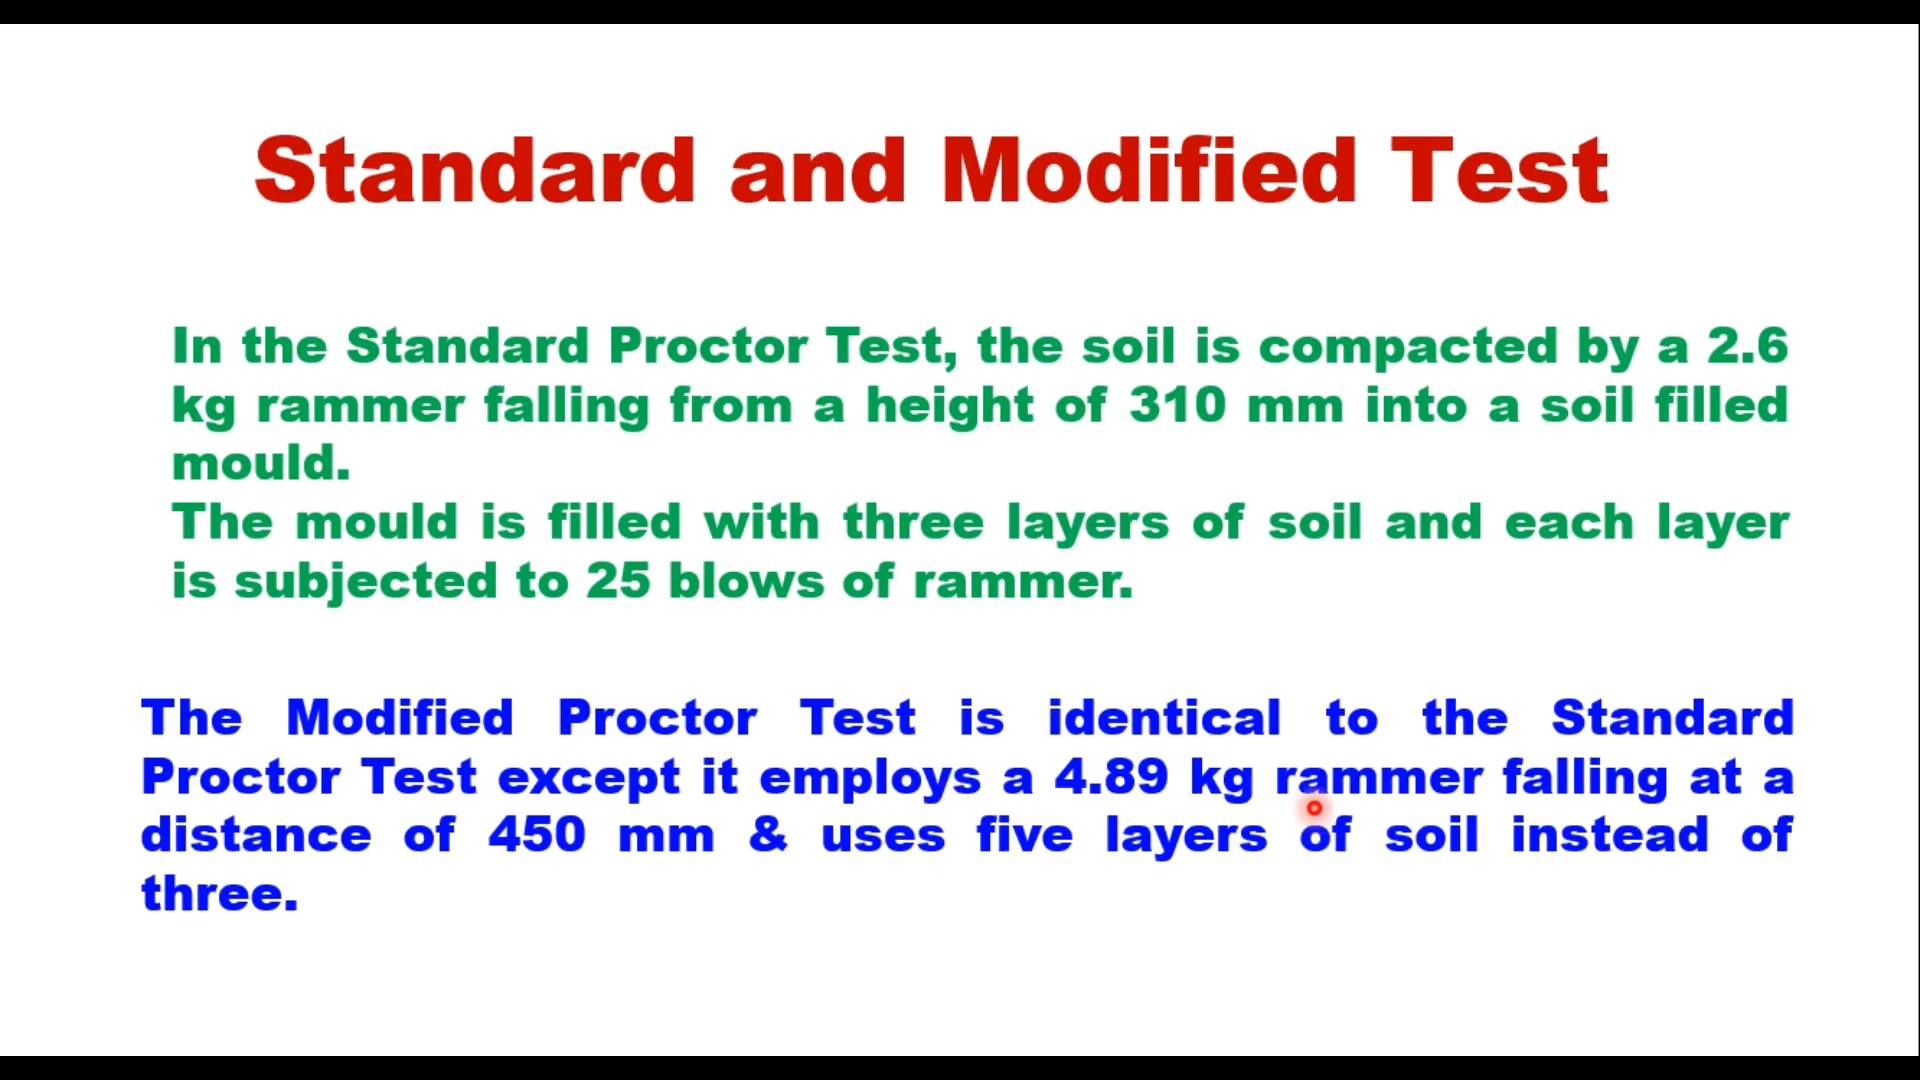 Standard and Modified Test
In the Standard Proctor Test, the soil is compacted by a 2.6
kg rammer falling from a height of 310 mm into a soil filled
mould.
The mould is filled with three layers of soil and each layer
is subjected to 25 blows of rammer.
The Modified Proctor Test is identical to the Standard
Proctor Test except it employs a 4.89 kg rammer falling at a
distance of 450 mm & uses five layers of soil instead of
three.